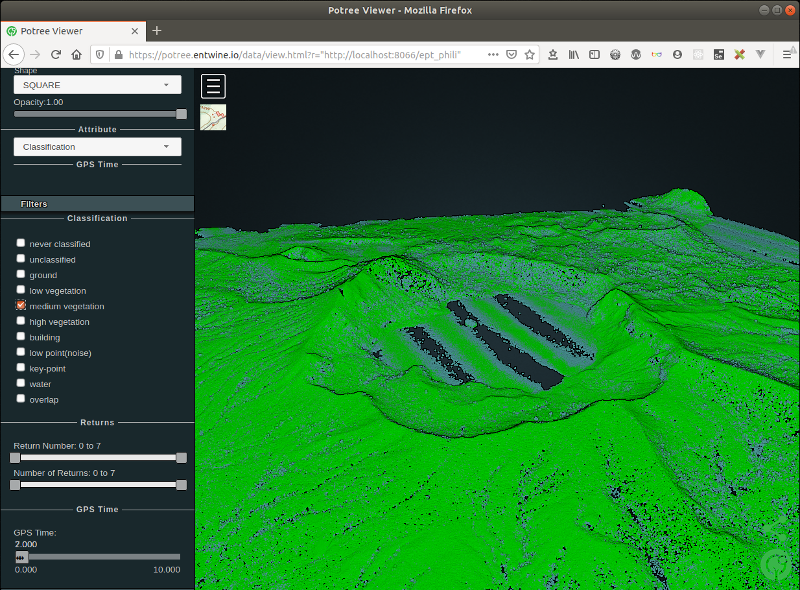 Potree Viewer - Mozilla Firefox
Potree Viewer
https://potree.entwine.io/data/view.html?r="http://localhost:8066/ept_phili"
Shape
SQUARE
Opacity:1.00
Attribute
Classification
GPS Time
Filters
Classification
never classified
unclassified
ground
low vegetation
medium vegetation
high vegetation
building
low point(noise)
key-point
water
overlap
Returns
Return Number: 0 to 7
Number of Returns: 0 to 7
GPS Time
GPS Time:
2.000
0.000 10.000